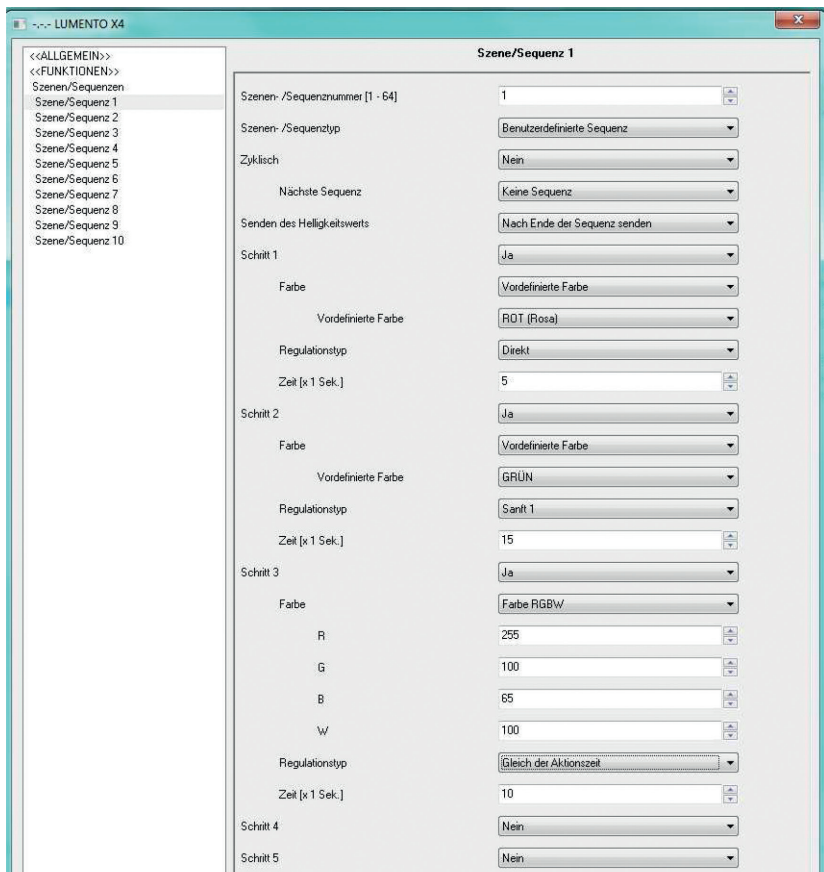 -.-.- LUMENTO X4
x
<<ALLGEMEIN>>
<<FUNKTIONEN>>
Szenen/Sequenzen
Szene/Sequenz 1
Szene/Sequenz 2
Szene/Sequenz 3
Szene/Sequenz 4
Szene/Sequenz 5
Szene/Sequenz 6
Szene/Sequenz 7
Szene/Sequenz 8
Szene/Sequenz 9
Szene/Sequenz 10
Szene/Sequenz 1
Szenen- /Sequenznummer [1 - 64] 1
Szenen- /Sequenztyp Benutzerdefinierte Sequenz
Zyklisch Nein
Nächste Sequenz Keine Sequenz
Senden des Helligkeitswerts Nach Ende der Sequenz senden
Schritt 1 Ja
Farbe Vordefinierte Farbe
Vordefinierte Farbe ROT (Rosa)
Regulationstyp Direkt
Zeit [x 1 Sek.] 5
Schritt 2 Ja
Farbe Vordefinierte Farbe
Vordefinierte Farbe GRÜN
Regulationstyp Sanft 1
Zeit [x 1 Sek.] 15
Schritt 3 Ja
Farbe Farbe RGBW
R 255
G 100
B 65
W 100
Regulationstyp Gleich der Aktionszeit
Zeit [x 1 Sek.] 10
Schritt 4 Nein
Schritt 5 Nein